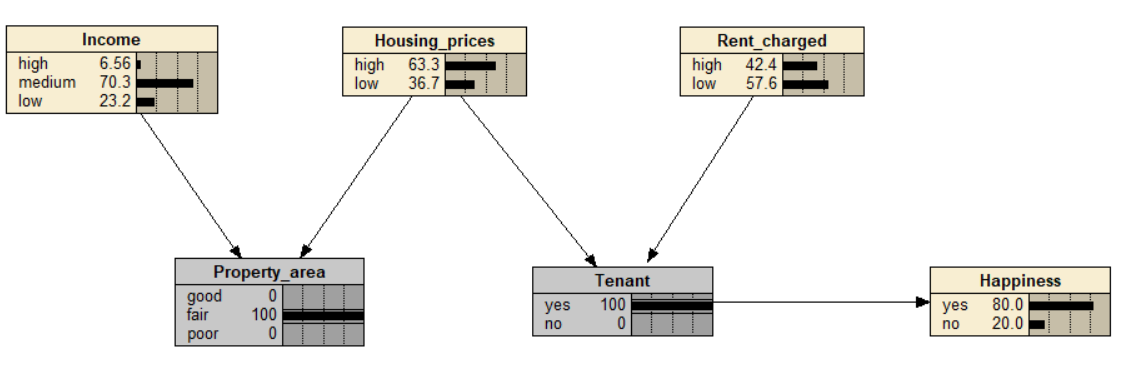 Income
high 6.56
medium 70.3
low 23.2
Housing_prices
high 63.3
low 36.7
Rent_charged
high 42.4
low 57.6
Property_area
good 0
fair 100
poor 0
Tenant
yes 100
no 0
Happiness
yes 80.0
no 20.0